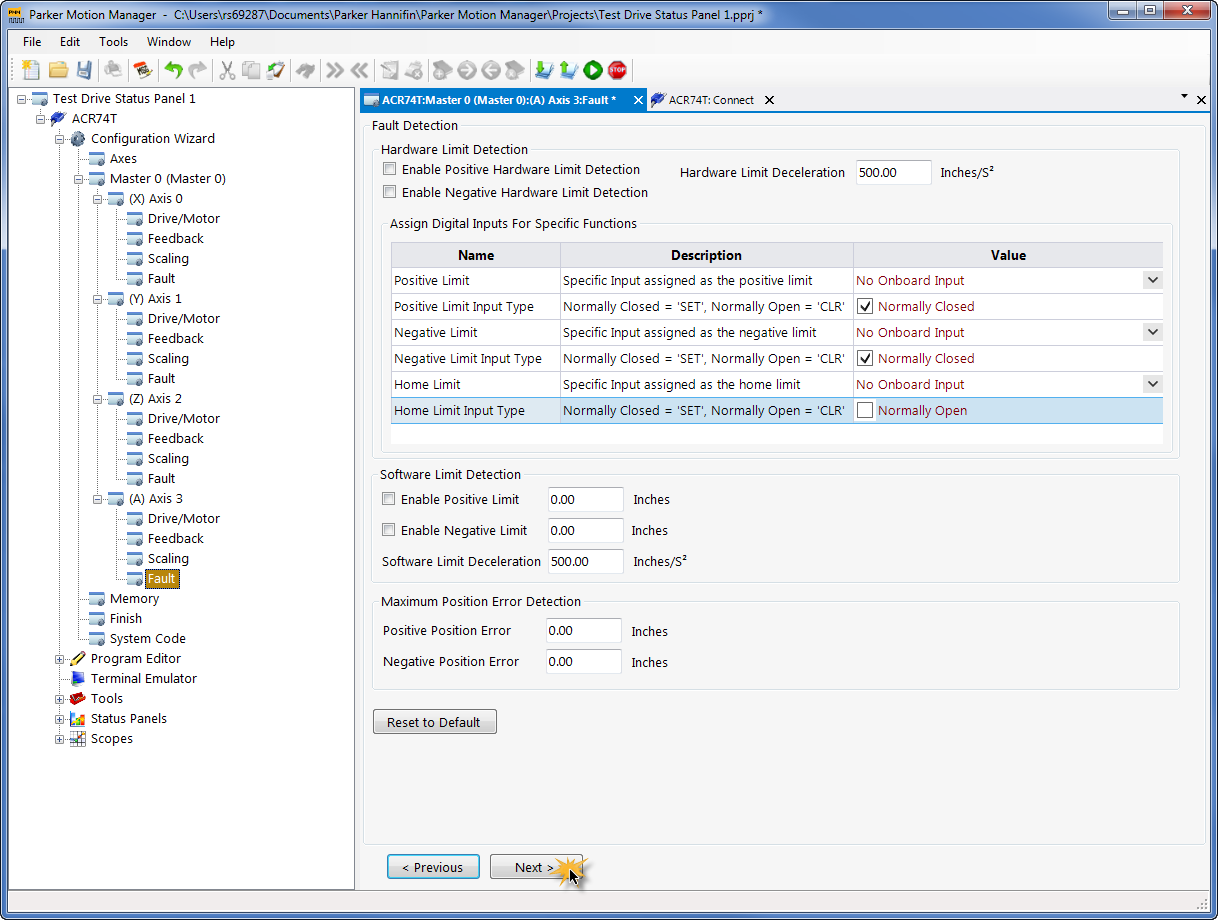 Parker Motion Manager - C:\Users\rs69287\Documents\Parker Hannifin\Parker Motion Manager\Projects\Test Drive Status Panel 1.pprj *
File Edit Tools Window Help
STOP
Test Drive Status Panel 1
ACR74T
Configuration Wizard
Axes
Master 0 (Master 0)
(X) Axis 0
Drive/Motor
Feedback
Scaling
Fault
(Y) Axis 1
Drive/Motor
Feedback
Scaling
Fault
(Z) Axis 2
Drive/Motor
Feedback
Scaling
Fault
(A) Axis 3
Drive/Motor
Feedback
Scaling
Fault
Memory
Finish
System Code
Program Editor
Terminal Emulator
Tools
Status Panels
Scopes
ACR74T:Master 0 (Master 0):(A) Axis 3:Fault * ACR74T: Connect
Fault Detection
Hardware Limit Detection
Enable Positive Hardware Limit Detection Hardware Limit Deceleration 500.00 Inches/S²
Enable Negative Hardware Limit Detection
Assign Digital Inputs For Specific Functions
Name Description Value
Positive Limit Specific Input assigned as the positive limit No Onboard Input
Positive Limit Input Type Normally Closed = 'SET', Normally Open = 'CLR' Normally Closed
Negative Limit Specific Input assigned as the negative limit No Onboard Input
Negative Limit Input Type Normally Closed = 'SET', Normally Open = 'CLR' Normally Closed
Home Limit Specific Input assigned as the home limit No Onboard Input
Home Limit Input Type Normally Closed = 'SET', Normally Open = 'CLR' Normally Open
Software Limit Detection
Enable Positive Limit 0.00 Inches
Enable Negative Limit 0.00 Inches
Software Limit Deceleration 500.00 Inches/S²
Maximum Position Error Detection
Positive Position Error 0.00 Inches
Negative Position Error 0.00 Inches
Reset to Default
< Previous Next >